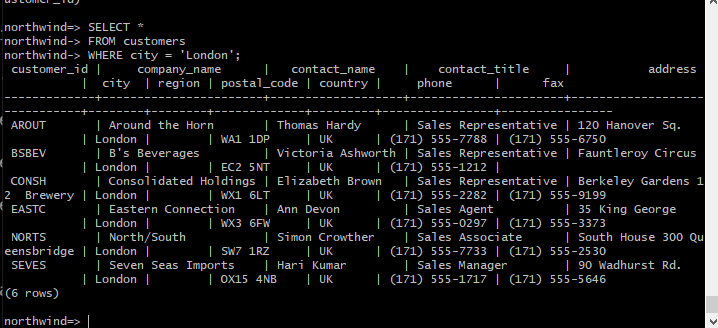 ustomer_id)
northwind=> SELECT *
northwind-> FROM customers
northwind-> WHERE city = 'London';
 customer_id |     company_name      |    contact_name    |    contact_title     |           address
           |  city  | region | postal_code | country |     phone      |      fax
-------------+-----------------------+--------------------+----------------------+-----------------
-----------+--------+--------+-------------+---------+----------------+----------------
 AROUT       | Around the Horn       | Thomas Hardy       | Sales Representative | 120 Hanover Sq.
           | London |        | WA1 1DP     | UK      | (171) 555-7788 | (171) 555-6750
 BSBEV       | B's Beverages         | Victoria Ashworth  | Sales Representative | Fauntleroy Circus
           | London |        | EC2 5NT     | UK      | (171) 555-1212 |
 CONSH       | Consolidated Holdings | Elizabeth Brown    | Sales Representative | Berkeley Gardens 1
2  Brewery | London |        | WX1 6LT     | UK      | (171) 555-2282 | (171) 555-9199
 EASTC       | Eastern Connection    | Ann Devon          | Sales Agent          | 35 King George
           | London |        | WX3 6FW     | UK      | (171) 555-0297 | (171) 555-3373
 NORTS       | North/South           | Simon Crowther     | Sales Associate      | South House 300 Qu
eensbridge | London |        | SW7 1RZ     | UK      | (171) 555-7733 | (171) 555-2530
 SEVES       | Seven Seas Imports    | Hari Kumar         | Sales Manager        | 90 Wadhurst Rd.
           | London |        | OX15 4NB    | UK      | (171) 555-1717 | (171) 555-5646
(6 rows)
northwind=>